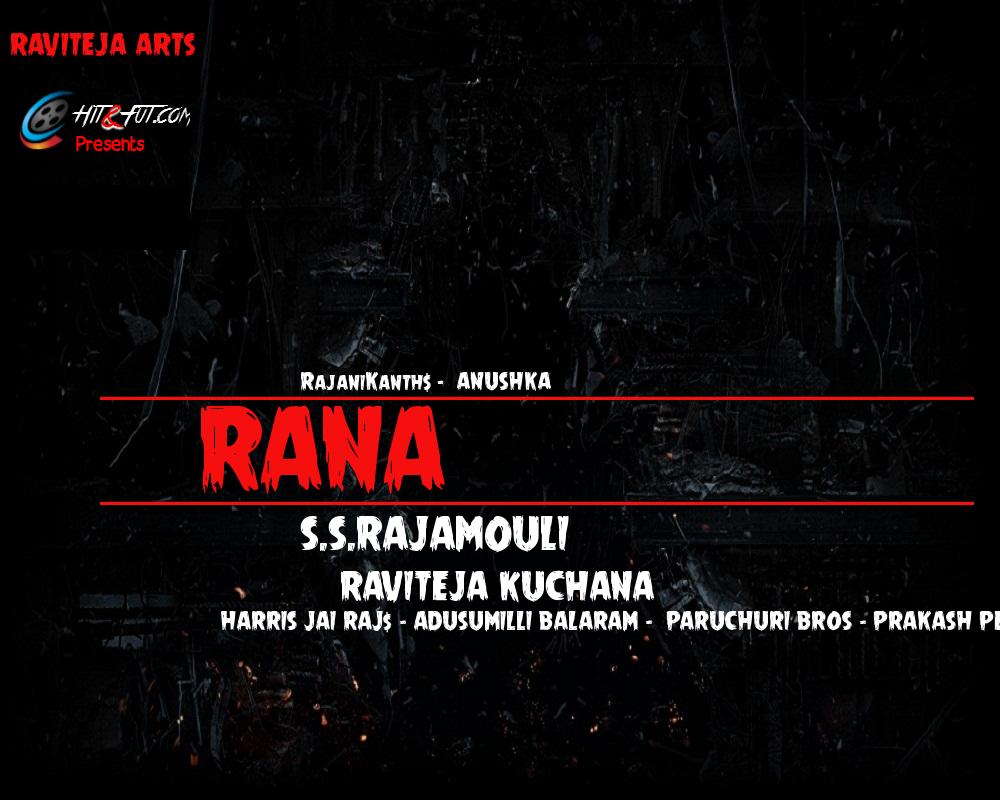 RAVITEJA ARTS
HIT&FUT.COM
Presents
RAJANIKANTH$ - ANUSHKA
RANA
S.S.RAJAMOULI
RAVITEJA KUCHANA
HARRIS JAI RAJ$ - ADUSUMILLI BALARAM - PARUCHURI BROS - PRAKASH